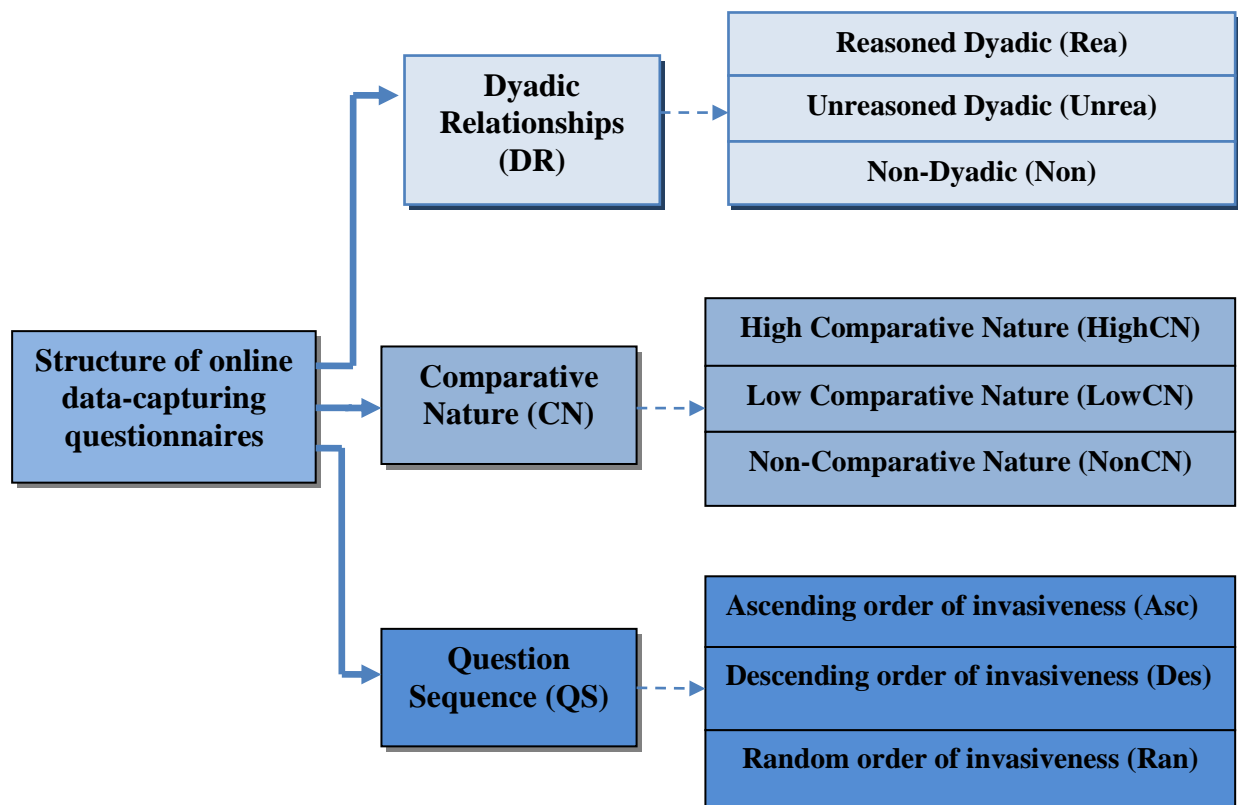 Structure of online
data-capturing
questionnaires
Dyadic
Relationships
(DR)
Reasoned Dyadic (Rea)
Unreasoned Dyadic (Unrea)
Non-Dyadic (Non)
Comparative
Nature (CN)
High Comparative Nature (HighCN)
Low Comparative Nature (LowCN)
Non-Comparative Nature (NonCN)
Question
Sequence (QS)
Ascending order of invasiveness (Asc)
Descending order of invasiveness (Des)
Random order of invasiveness (Ran)